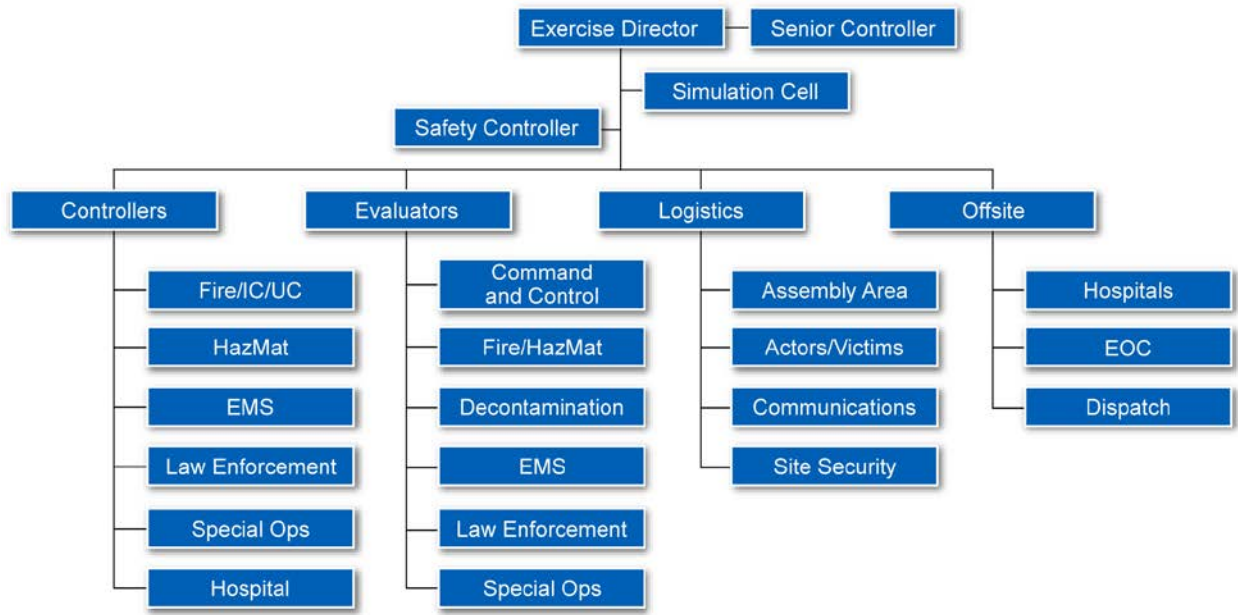 Exercise Director
Senior Controller
Simulation Cell
Safety Controller
Controllers
Fire/IC/UC
HazMat
EMS
Law Enforcement
Special Ops
Hospital
Evaluators
Command
and Control
Fire/HazMat
Decontamination
EMS
Law Enforcement
Special Ops
Logistics
Assembly Area
Actors/Victims
Communications
Site Security
Offsite
Hospitals
EOC
Dispatch